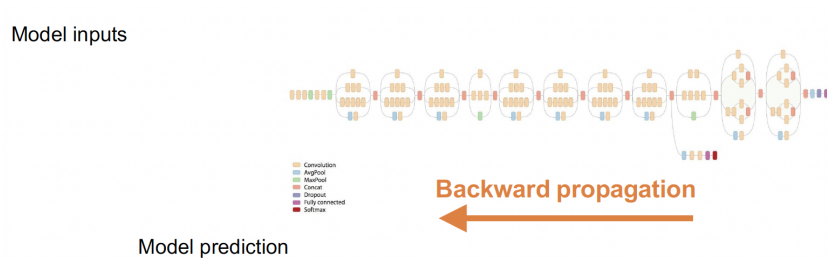 Model inputs
Convolution
AvgPool
MaxPool
Concat
Dropout
Fully connected
Softmax
Backward propagation
Model prediction